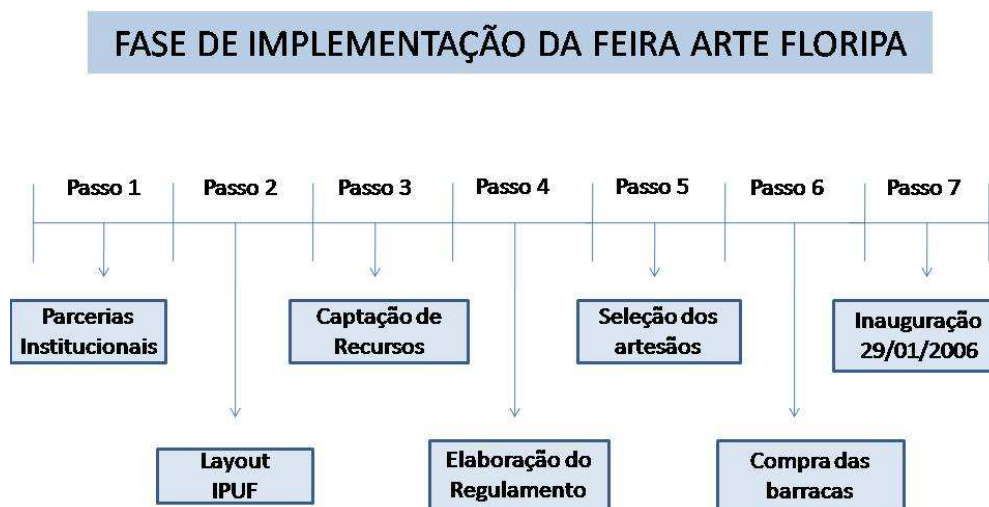 FASE DE IMPLEMENTAÇÃO DA FEIRA ARTE FLORIPA
Passo 1
Passo 2
Passo 3
Passo 4
Passo 5
Passo 6
Passo 7
Parcerias
Institucionais
Captação de
Recursos
Seleção dos
artesãos
Inauguração
29/01/2006
Layout
IPUF
Elaboração do
Regulamento
Compra das
barracas